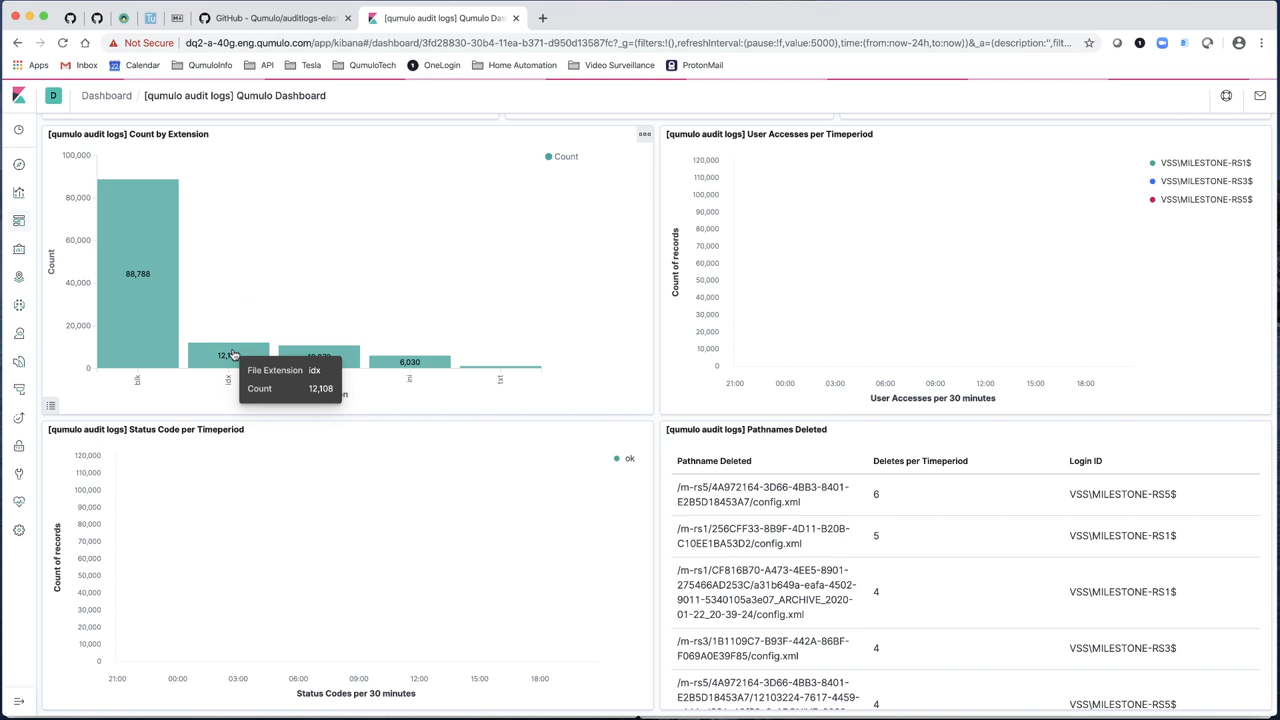 GitHub - Qumulo/auditlogs-elas
[qumulo audit logs] Qumulo Das
Not Secure
dq2-a-40g.eng.qumulo.com/app/kibana#/dashboard/3fd28830-30b4-11ea-b371-d950d13587fc?_g=(filters:!(),refreshInterval:(pause:!f,value:5000),time:(from:now-24h,to:now))&_a=(description:'',filt...
Apps
Inbox
Calendar
QumuloInfo
API
Tesla
QumuloTech
OneLogin
Home Automation
Video Surveillance
ProtonMail
D
Dashboard / [qumulo audit logs] Qumulo Dashboard
[qumulo audit logs] Count by Extension
100,000
80,000
60,000
40,000
20,000
0
Count
88,788
6,030
blk
idx
ini
txt
Count
File Extension idx
Count 12,108
[qumulo audit logs] User Accesses per Timeperiod
120,000
110,000
100,000
90,000
80,000
70,000
60,000
50,000
40,000
30,000
20,000
10,000
0
Count of records
21:00 00:00 03:00 06:00 09:00 12:00 15:00 18:00
User Accesses per 30 minutes
VSS\MILESTONE-RS1$
VSS\MILESTONE-RS3$
VSS\MILESTONE-RS5$
[qumulo audit logs] Status Code per Timeperiod
120,000
110,000
100,000
90,000
80,000
70,000
60,000
50,000
40,000
30,000
20,000
10,000
0
Count of records
21:00 00:00 03:00 06:00 09:00 12:00 15:00 18:00
Status Codes per 30 minutes
ok
[qumulo audit logs] Pathnames Deleted
Pathname Deleted Deletes per Timeperiod Login ID
/m-rs5/4A972164-3D66-4BB3-8401-
E2B5D18453A7/config.xml
6 VSS\MILESTONE-RS5$
/m-rs1/256CFF33-8B9F-4D11-B20B-
C10EE1BA53D2/config.xml
5 VSS\MILESTONE-RS1$
/m-rs1/CF816B70-A473-4EE5-8901-
275466AD253C/a31b649a-eafa-4502-
9011-5340105a3e07_ARCHIVE_2020-
01-22_20-39-24/config.xml
4 VSS\MILESTONE-RS1$
/m-rs3/1B1109C7-B93F-442A-86BF-
F069A0E39F85/config.xml
4 VSS\MILESTONE-RS3$
/m-rs5/4A972164-3D66-4BB3-8401-
E2B5D18453A7/12103224-7617-4459-
4 VSS\MILESTONE-RS5$